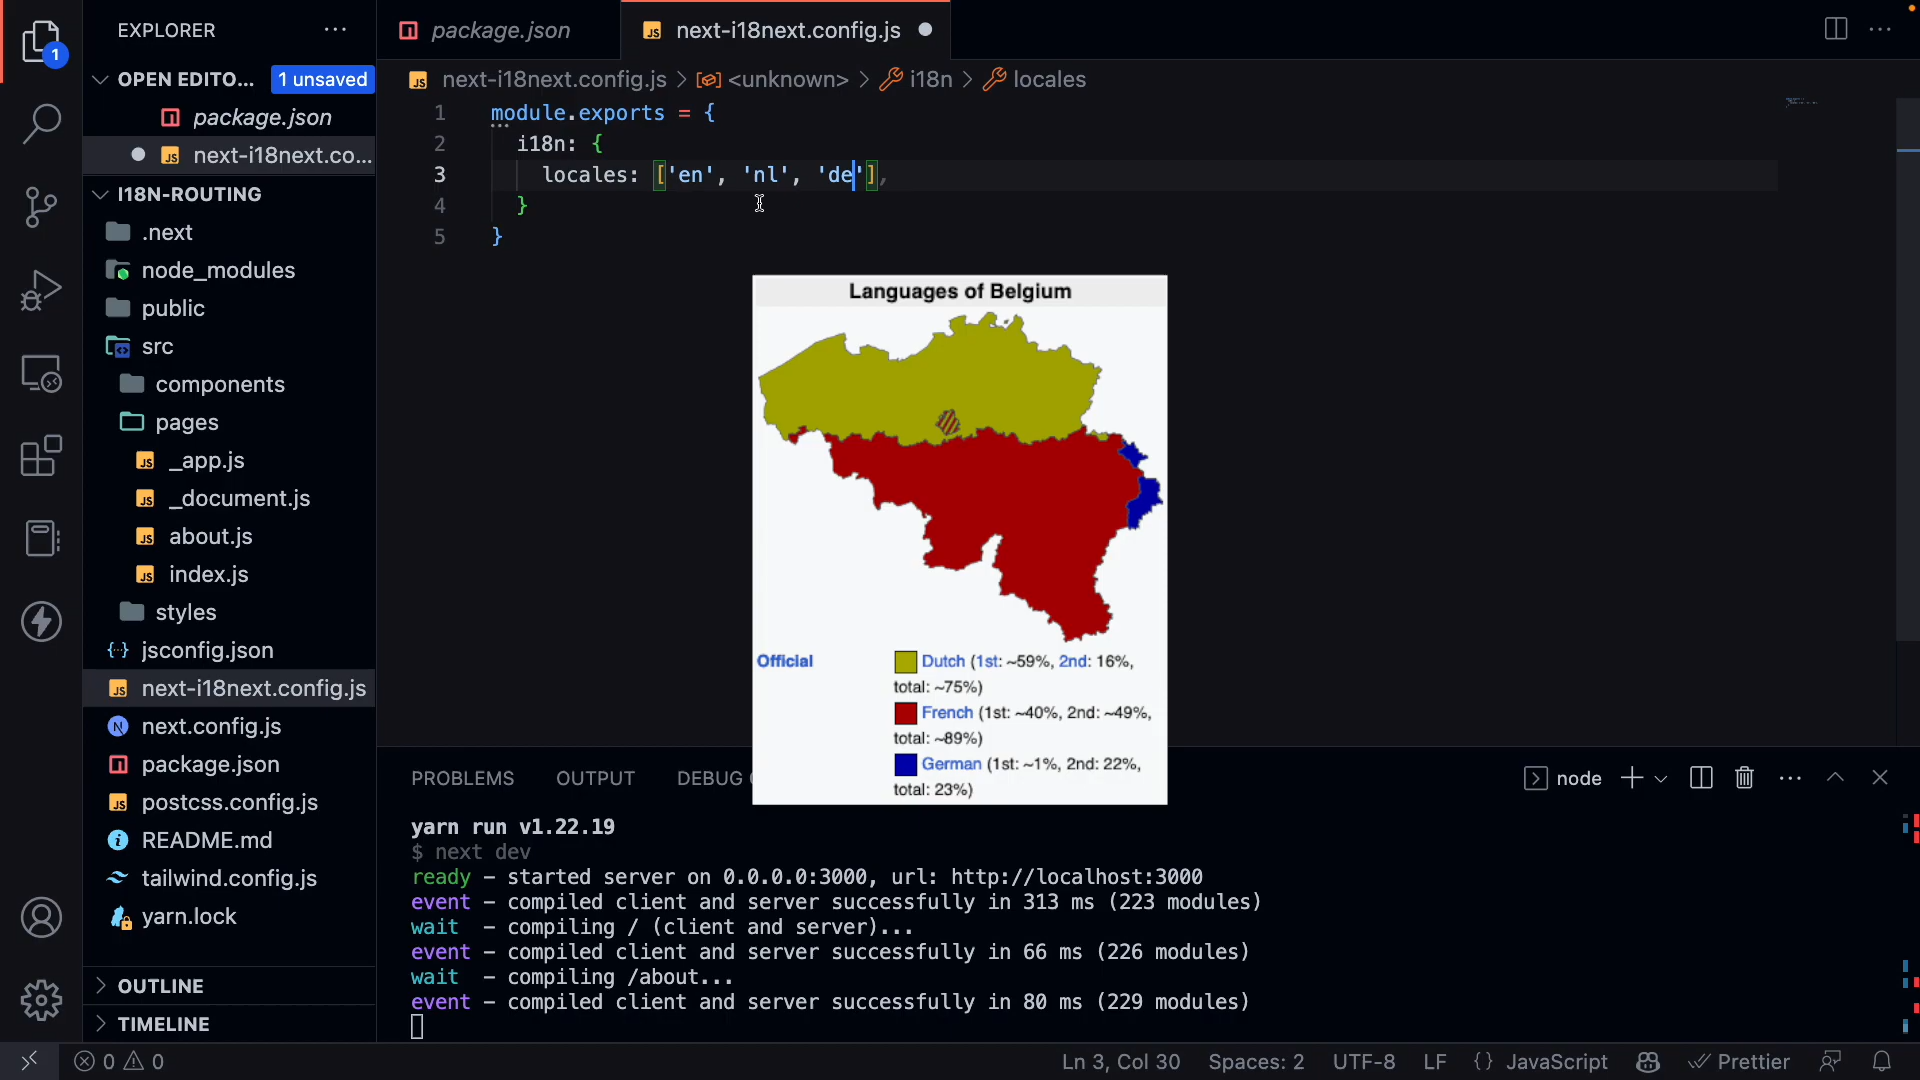 EXPLORER
OPEN EDITO...
1 unsaved
package.json
next-i18next.co...
I18N-ROUTING
.next
node_modules
public
src
components
pages
_app.js
_document.js
about.js
index.js
styles
jsconfig.json
next-i18next.config.js
next.config.js
package.json
postcss.config.js
README.md
tailwind.config.js
yarn.lock
OUTLINE
TIMELINE
package.json
next-i18next.config.js
next-i18next.config.js > <unknown> > i18n > locales
1 module.exports = {
2 i18n: {
3 locales: ['en', 'nl', 'de'],
4 }
5 }
Languages of Belgium
Official
Dutch (1st: ~59%, 2nd: 16%,
total: ~75%)
French (1st: ~40%, 2nd: ~49%,
total: ~89%)
German (1st: ~1%, 2nd: 22%,
total: 23%)
PROBLEMS OUTPUT DEBUG
node
yarn run v1.22.19
$ next dev
ready - started server on 0.0.0.0:3000, url: http://localhost:3000
event - compiled client and server successfully in 313 ms (223 modules)
wait - compiling / (client and server)...
event - compiled client and server successfully in 66 ms (226 modules)
wait - compiling /about...
event - compiled client and server successfully in 80 ms (229 modules)
0 0
Ln 3, Col 30 Spaces: 2 UTF-8 LF {} JavaScript Prettier